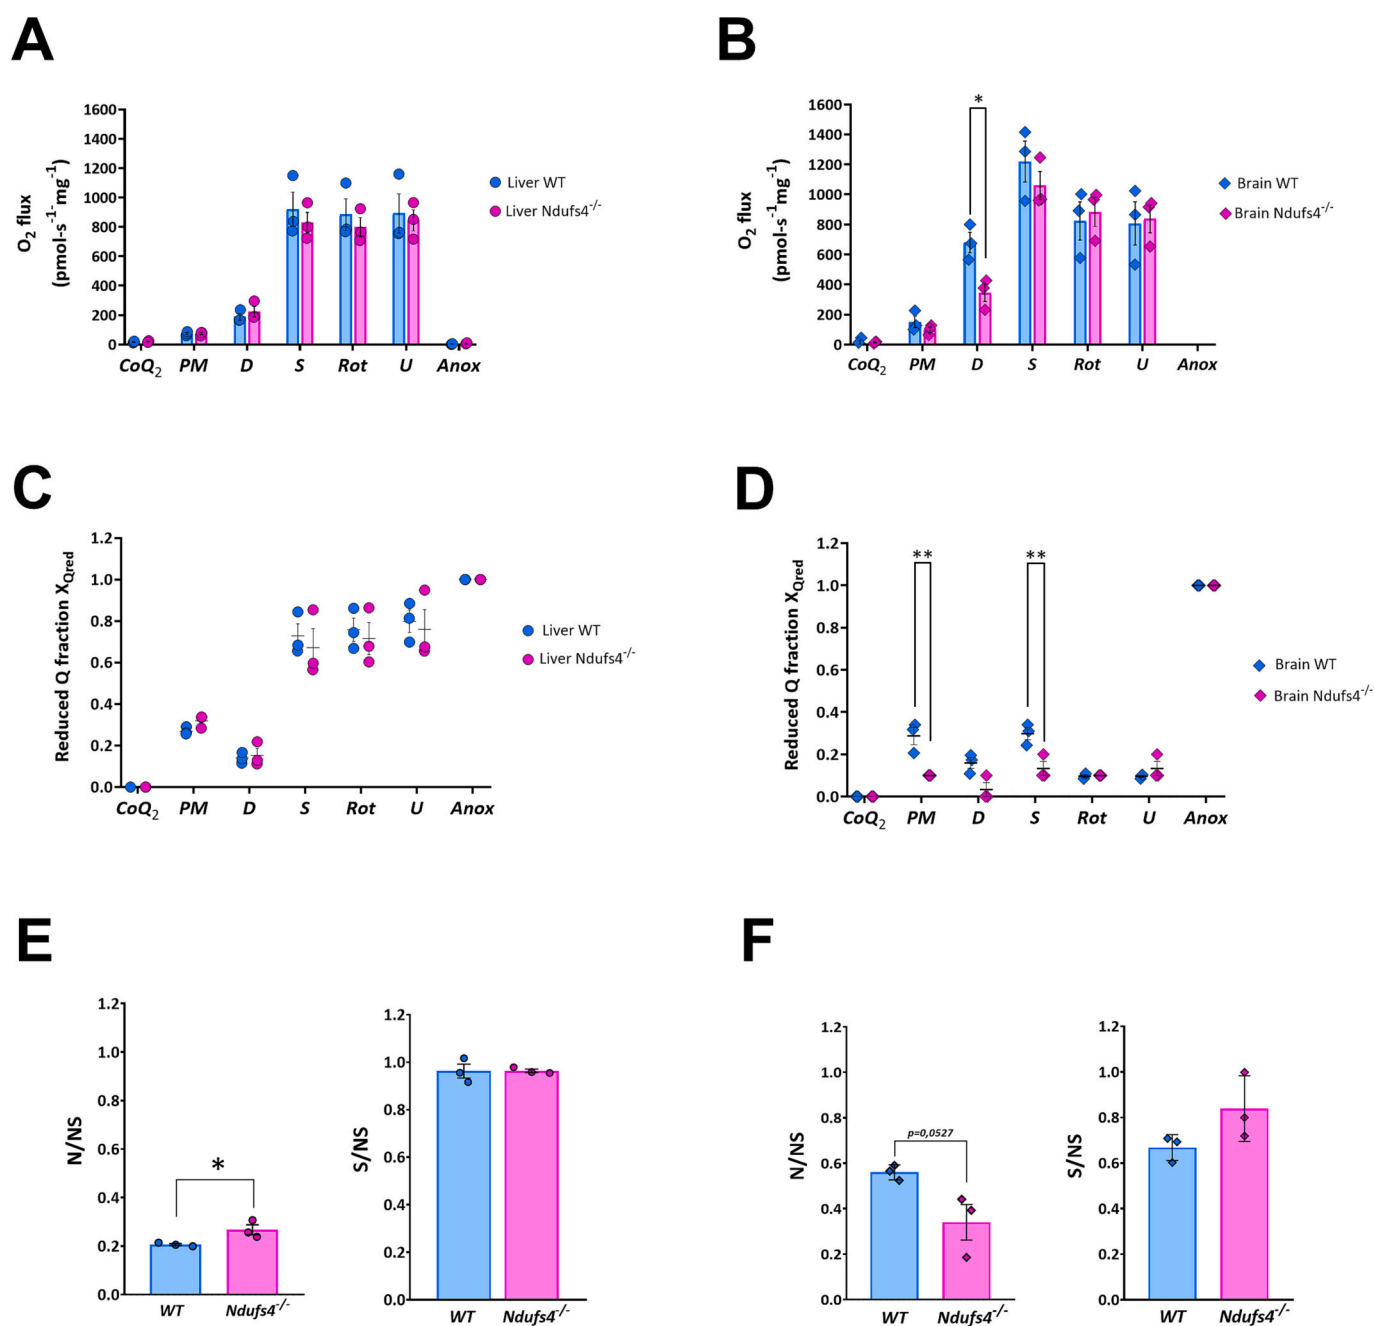 A
B
1600
1400
1200
1000
800
600
400
200
0
O₂ flux
(pmol-s⁻¹-mg⁻¹)
CoQ₂ PM D S Rot U Anox
Liver WT
Liver Ndufs4⁻/⁻
1600
1400
1200
1000
800
600
400
200
0
O₂ flux
(pmol-s⁻¹mg⁻¹)
*
CoQ₂ PM D S Rot U Anox
Brain WT
Brain Ndufs4⁻/⁻
C
D
1.2
1.0
0.8
0.6
0.4
0.2
0.0
Reduced Q fraction X_Qred
CoQ₂ PM D S Rot U Anox
Liver WT
Liver Ndufs4⁻/⁻
1.2
1.0
0.8
0.6
0.4
0.2
0.0
Reduced Q fraction X_Qred
** **
CoQ₂ PM D S Rot U Anox
Brain WT
Brain Ndufs4⁻/⁻
E
F
1.2
1.0
0.8
0.6
0.4
0.2
0.0
N/NS
*
WT Ndufs4⁻/⁻
1.2
1.0
0.8
0.6
0.4
0.2
0.0
S/NS
WT Ndufs4⁻/⁻
1.2
1.0
0.8
0.6
0.4
0.2
0.0
N/NS
p=0,0527
WT Ndufs4⁻/⁻
1.2
1.0
0.8
0.6
0.4
0.2
0.0
S/NS
WT Ndufs4⁻/⁻